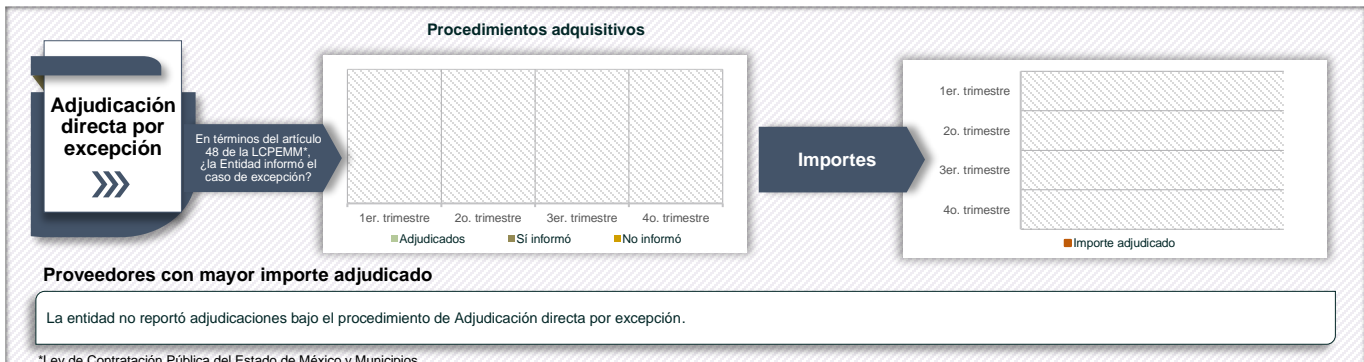 Procedimientos adquisitivos
Adjudicación
directa por
excepción
En términos del artículo
48 de la LCPEMM*,
¿la Entidad informó el
caso de excepción?
1er. trimestre 2o. trimestre 3er. trimestre 4o. trimestre
Adjudicados Sí informó No informó
Importes
1er. trimestre
2o. trimestre
3er. trimestre
4o. trimestre
Importe adjudicado
Proveedores con mayor importe adjudicado
La entidad no reportó adjudicaciones bajo el procedimiento de Adjudicación directa por excepción.
*Ley de Contratación Pública del Estado de México y Municipios